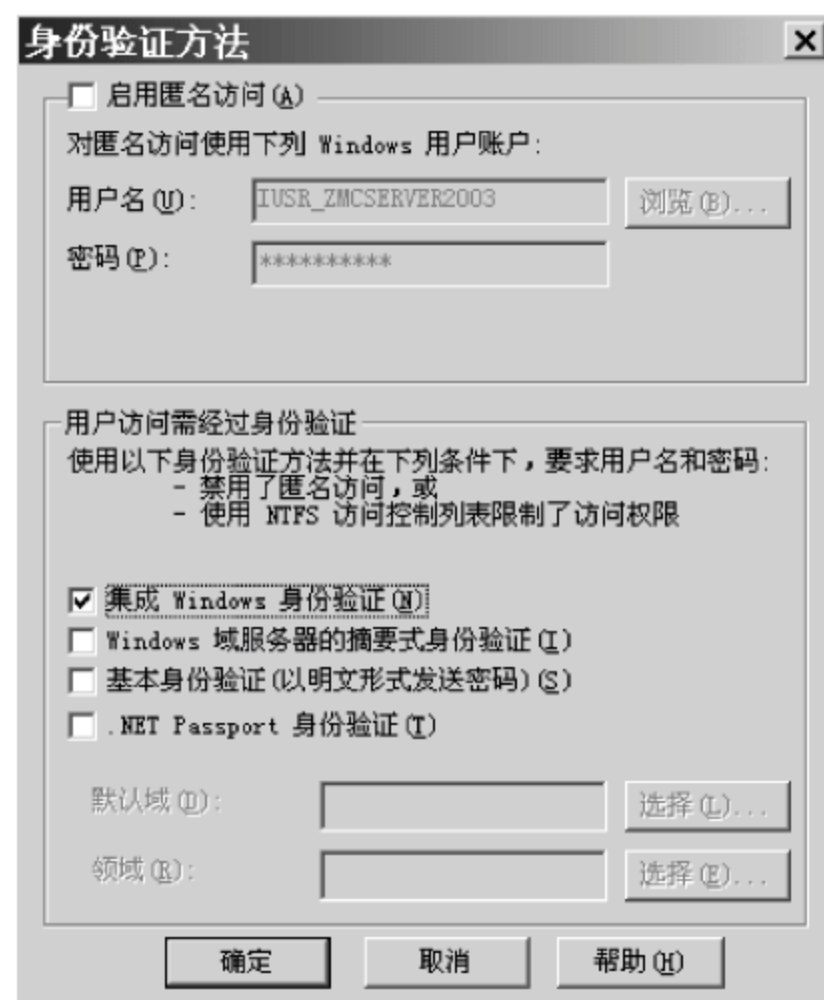 身份验证方法
启用匿名访问(A)
对匿名访问使用下列 Windows 用户账户:
用户名(U): IUSR_ZMCSERVER2003 浏览(B)...
密码(P): **********
用户访问需经过身份验证
使用以下身份验证方法并在下列条件下，要求用户名和密码:
- 禁用了匿名访问，或
- 使用 NTFS 访问控制列表限制了访问权限
集成 Windows 身份验证(N)
Windows 域服务器的摘要式身份验证(I)
基本身份验证(以明文形式发送密码)(S)
.NET Passport 身份验证(T)
默认域(D): 选择(L)...
领域(R): 选择(E)...
确定 取消 帮助(H)